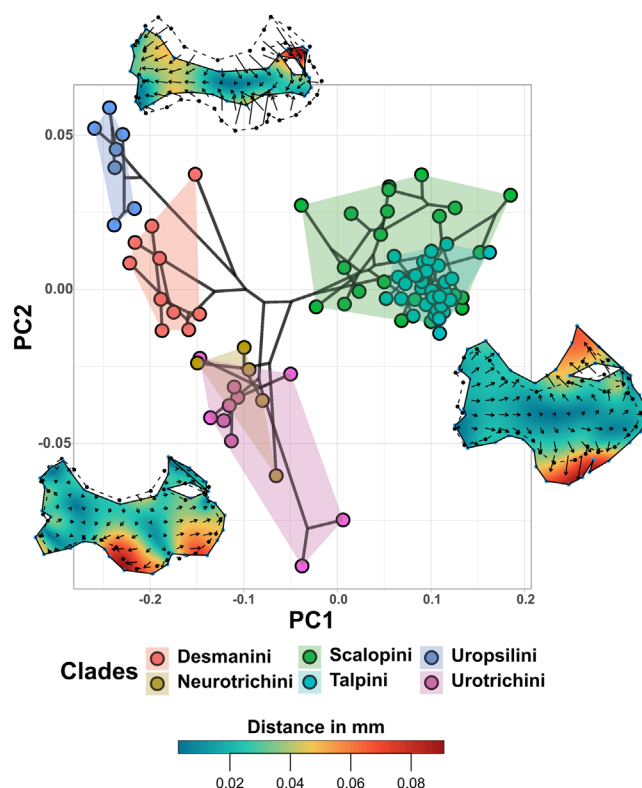 0.05
0.00
-0.05
PC2
-0.2 -0.1 0.0 0.1 0.2
PC1
Clades
Desmanini Scalopini Uropsilini
Neurotrichini Talpini Urotrichini
Distance in mm
0.02 0.04 0.06 0.08